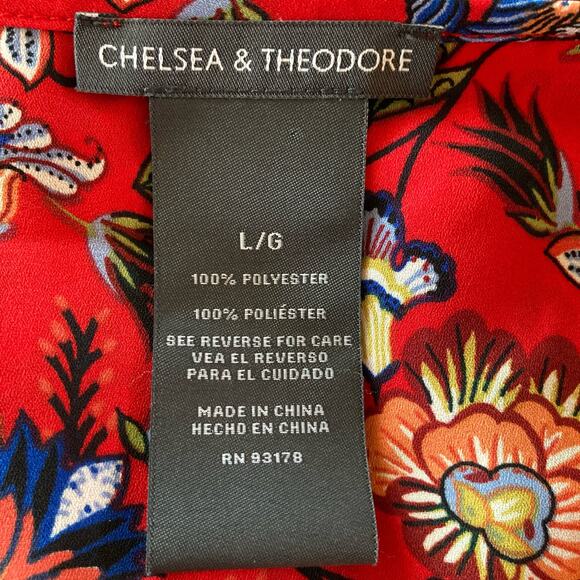 CHELSEA & THEODORE
L/G
100% POLYESTER
100% POLIÉSTER
SEE REVERSE FOR CARE
VEA EL REVERSO
PARA EL CUIDADO
MADE IN CHINA
HECHO EN CHINA
RN 93178